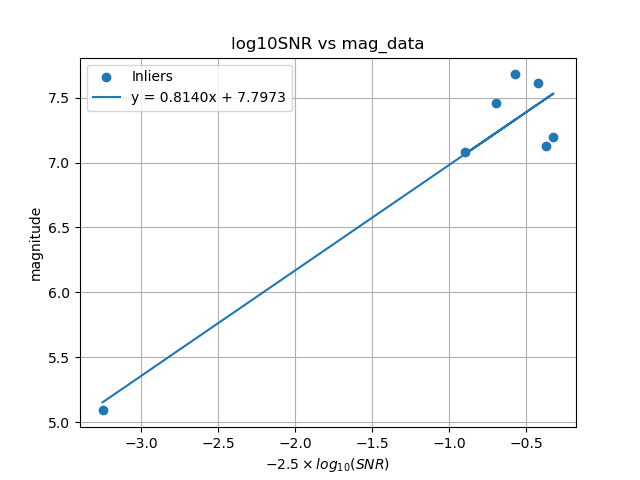 log10SNR vs mag_data
Inliers
y = 0.8140x + 7.7973
magnitude
7.5
7.0
6.5
6.0
5.5
5.0
−3.0 −2.5 −2.0 −1.5 −1.0 −0.5
−2.5 × log₁₀(SNR)